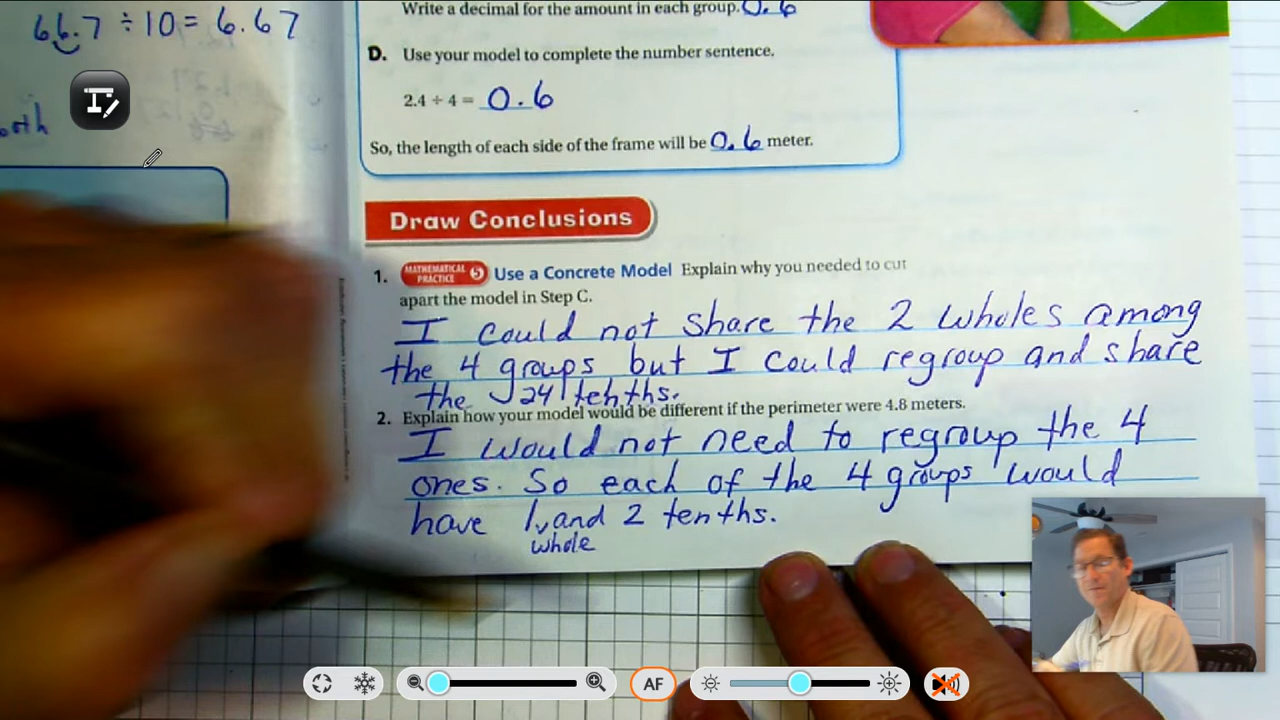 66.7 ÷ 10 = 6.67
Write a decimal for the amount in each group. 0.6
D. Use your model to complete the number sentence.
2.4 ÷ 4 = 0.6
So, the length of each side of the frame will be 0.6 meter.
Draw Conclusions
1. MATHEMATICAL PRACTICE 5 Use a Concrete Model Explain why you needed to cut
apart the model in Step C.
I could not share the 2 wholes among
the 4 groups but I could regroup and share
the 24 tenths.
2. Explain how your model would be different if the perimeter were 4.8 meters.
I would not need to regroup the 4
ones. So each of the 4 groups would
have 1 and 2 tenths.
whole
AF